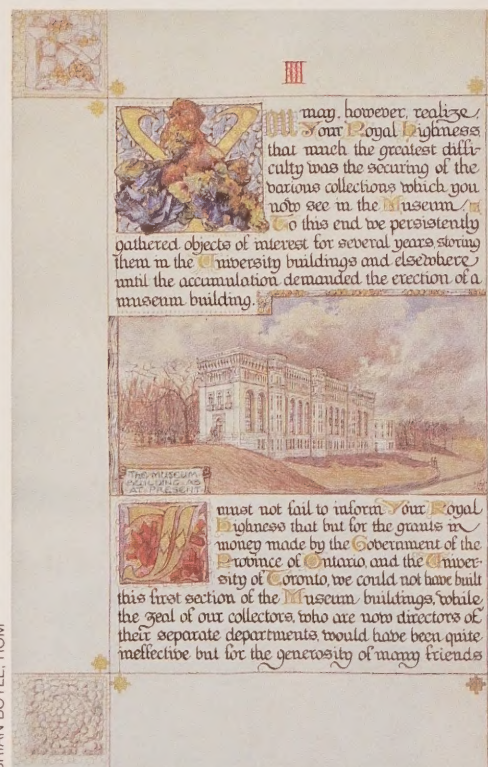 III
YOU may, however, realize,
Your Royal Highness
that much the greatest diffi-
culty was the securing of the
various collections which you
now see in the Museum.
To this end we persistently
gathered objects of interest for several years, storing
them in the University buildings and elsewhere
until the accumulation demanded the erection of a
museum building.
THE MUSEUM
BUILDING AS
AT PRESENT
I must not fail to inform Your Royal
Highness that but for the grants in
money made by the Government of the
Province of Ontario, and the Univer-
sity of Toronto, we could not have built
this first section of the Museum buildings, while
the zeal of our collectors, who are now directors of
their separate departments, would have been quite
ineffective but for the generosity of many friends
BRIAN BOYLE, ROM